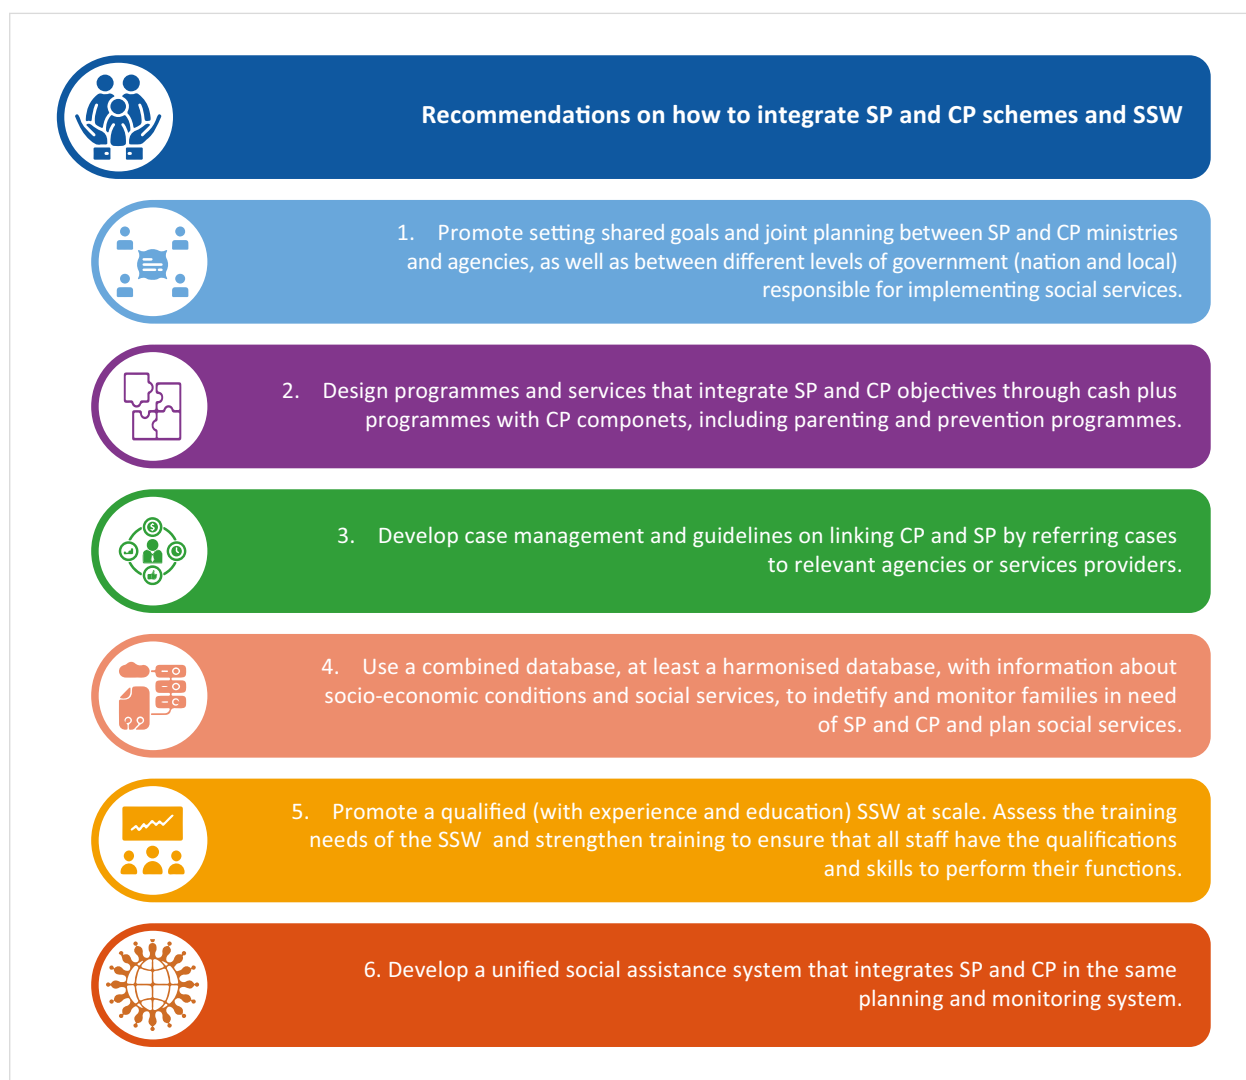 Recommendations on how to integrate SP and CP schemes and SSW
1. Promote setting shared goals and joint planning between SP and CP ministries
and agencies, as well as between different levels of government (nation and local)
responsible for implementing social services.
2. Design programmes and services that integrate SP and CP objectives through cash plus
programmes with CP componets, including parenting and prevention programmes.
3. Develop case management and guidelines on linking CP and SP by referring cases
to relevant agencies or services providers.
4. Use a combined database, at least a harmonised database, with information about
socio-economic conditions and social services, to indetify and monitor families in need
of SP and CP and plan social services.
5. Promote a qualified (with experience and education) SSW at scale. Assess the training
needs of the SSW and strengthen training to ensure that all staff have the qualifications
and skills to perform their functions.
6. Develop a unified social assistance system that integrates SP and CP in the same
planning and monitoring system.